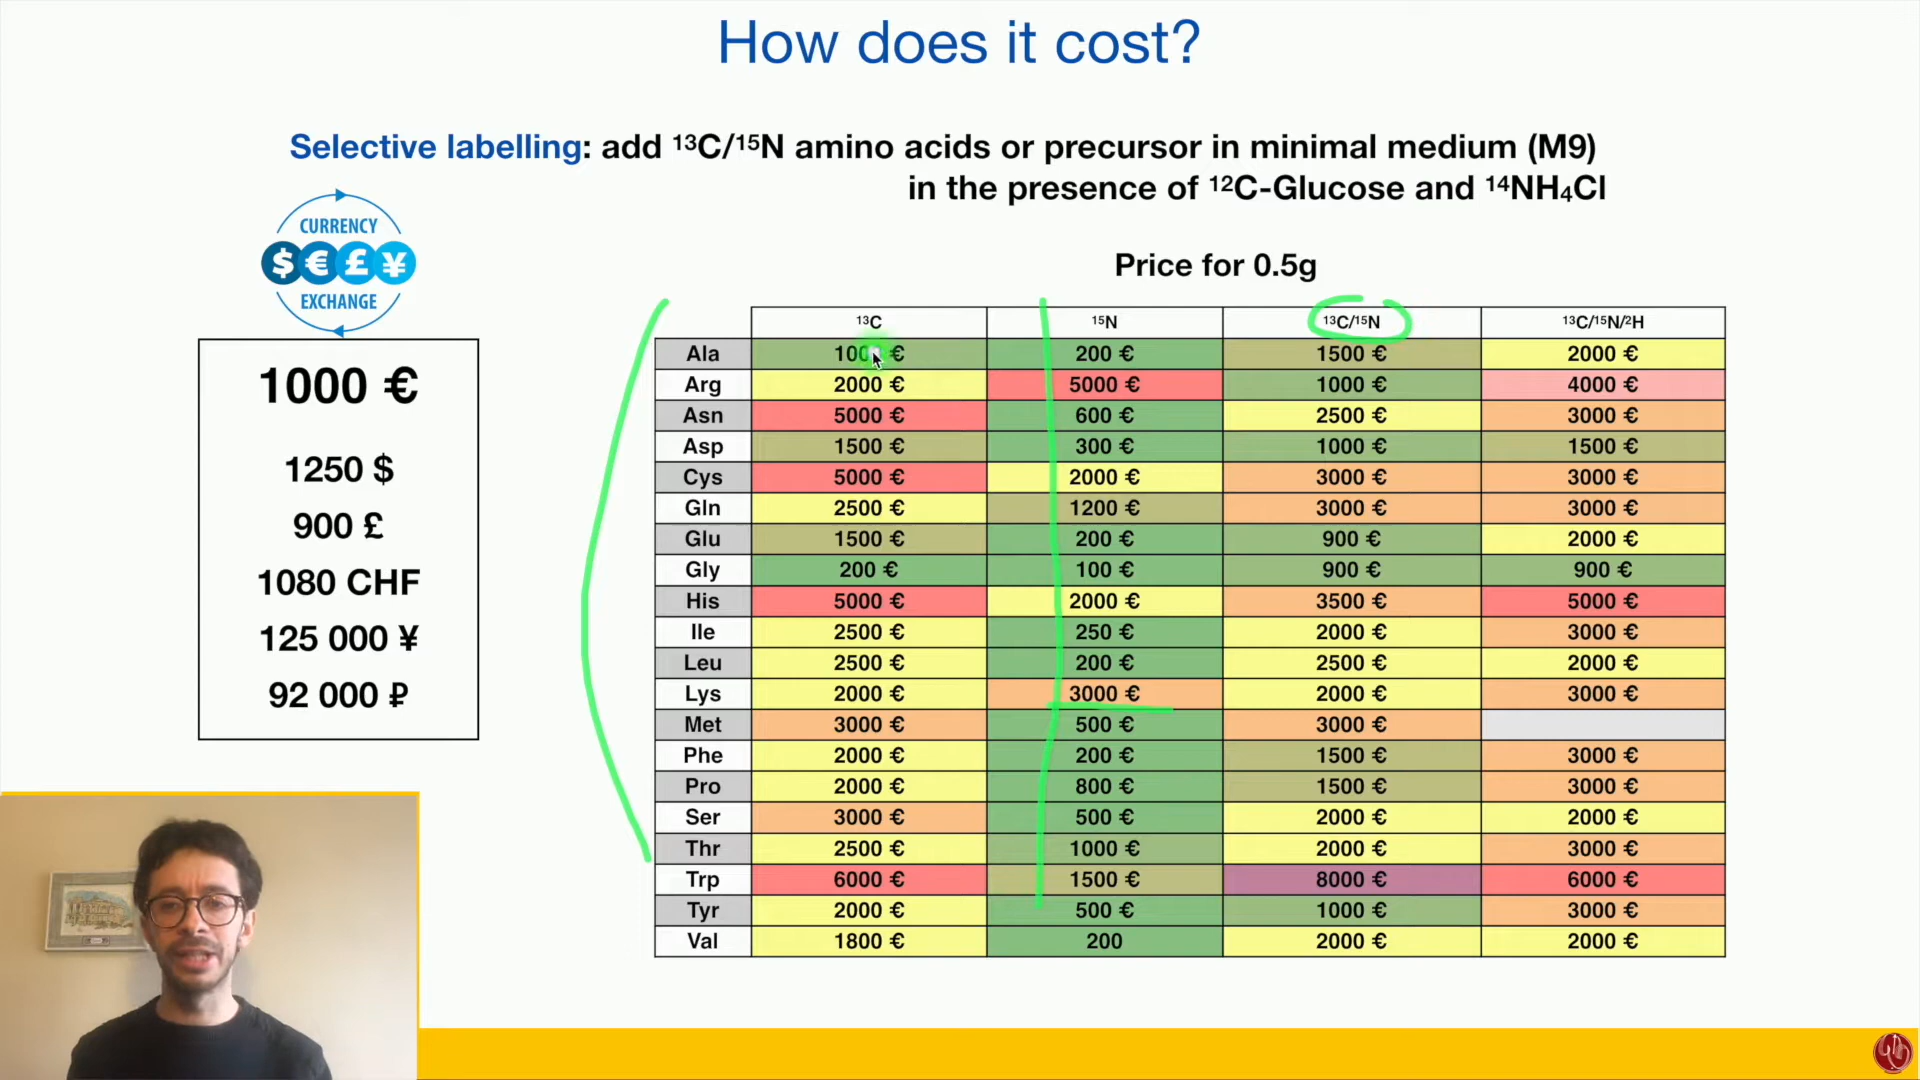 How does it cost?
Selective labelling: add ¹³C/¹⁵N amino acids or precursor in minimal medium (M9)
in the presence of ¹²C-Glucose and ¹⁴NH₄Cl
CURRENCY
$ € £ ¥
EXCHANGE
1000 €
1250 $
900 £
1080 CHF
125 000 ¥
92 000 ₽
Price for 0.5g
¹³C ¹⁵N ¹³C/¹⁵N ¹³C/¹⁵N/²H
Ala € 200 € 1500 € 2000 €
Arg 2000 € 5000 € 1000 € 4000 €
Asn 5000 € 600 € 2500 € 3000 €
Asp 1500 € 300 € 1000 € 1500 €
Cys 5000 € 2000 € 3000 € 3000 €
Gln 2500 € 1200 € 3000 € 3000 €
Glu 1500 € 200 € 900 € 2000 €
Gly 200 € 100 € 900 € 900 €
His 5000 € 2000 € 3500 € 5000 €
Ile 2500 € 250 € 2000 € 3000 €
Leu 2500 € 200 € 2500 € 2000 €
Lys 2000 € 3000 € 2000 € 3000 €
Met 3000 € 500 € 3000 €
Phe 2000 € 200 € 1500 € 3000 €
Pro 2000 € 800 € 1500 € 3000 €
Ser 3000 € 500 € 2000 € 2000 €
Thr 2500 € 1000 € 2000 € 3000 €
Trp 6000 € 1500 € 8000 € 6000 €
Tyr 2000 € 500 € 1000 € 3000 €
Val 1800 € 200 2000 € 2000 €